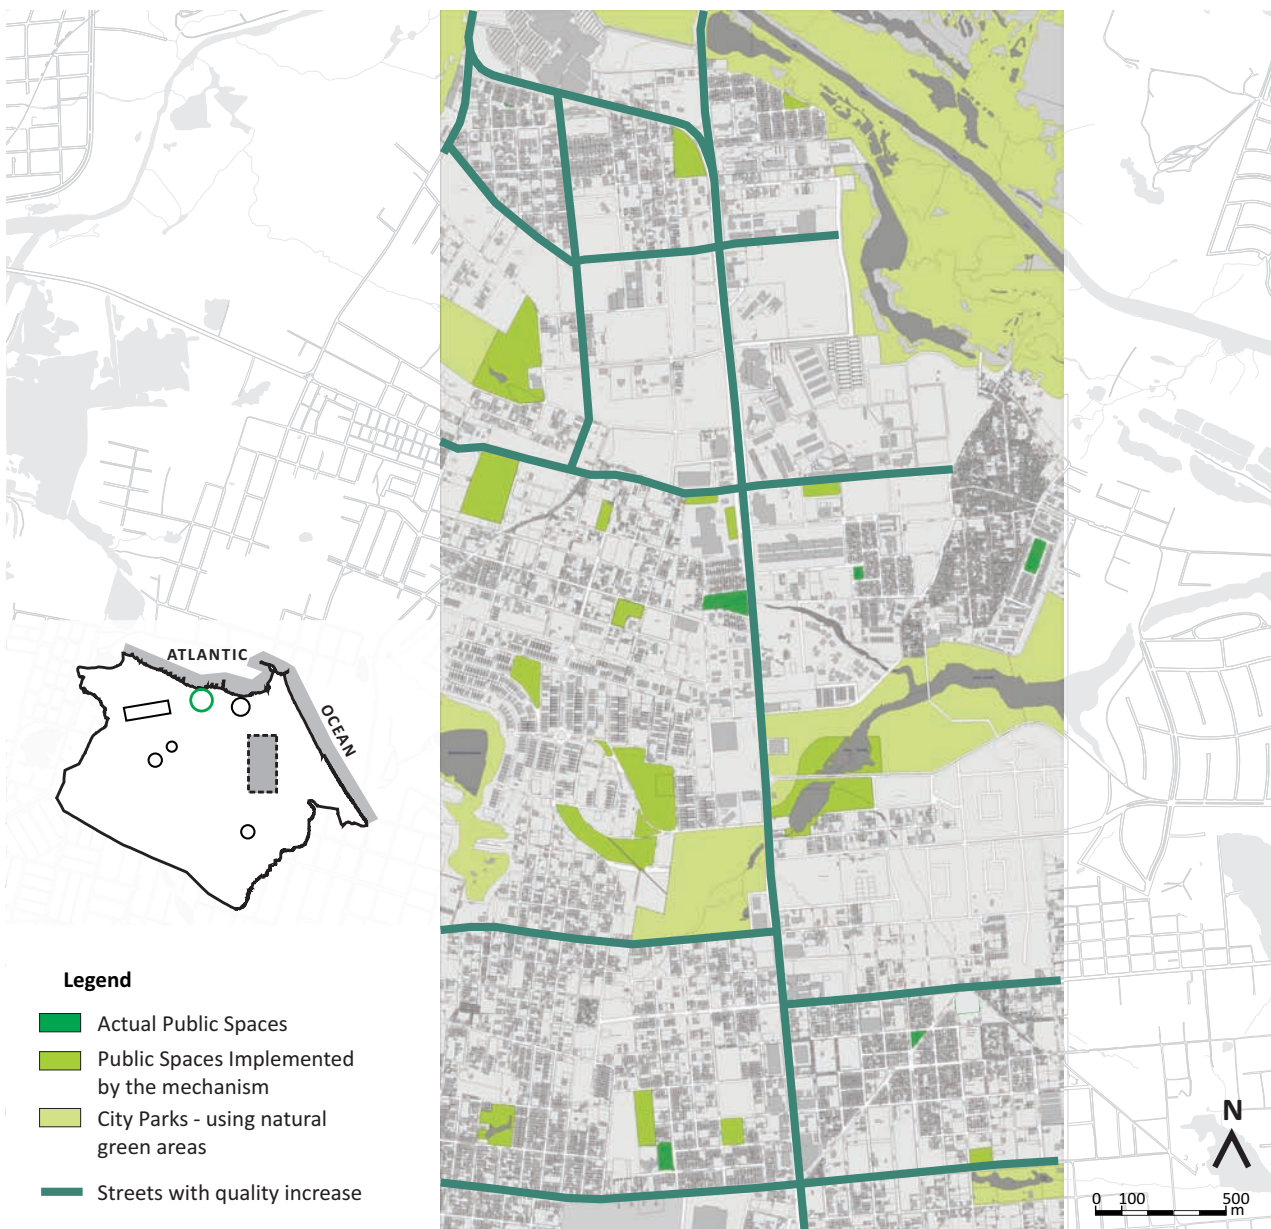 ATLANTIC
OCEAN
Legend
Actual Public Spaces
Public Spaces Implemented
by the mechanism
City Parks - using natural
green areas
Streets with quality increase
N
0 100 500
m